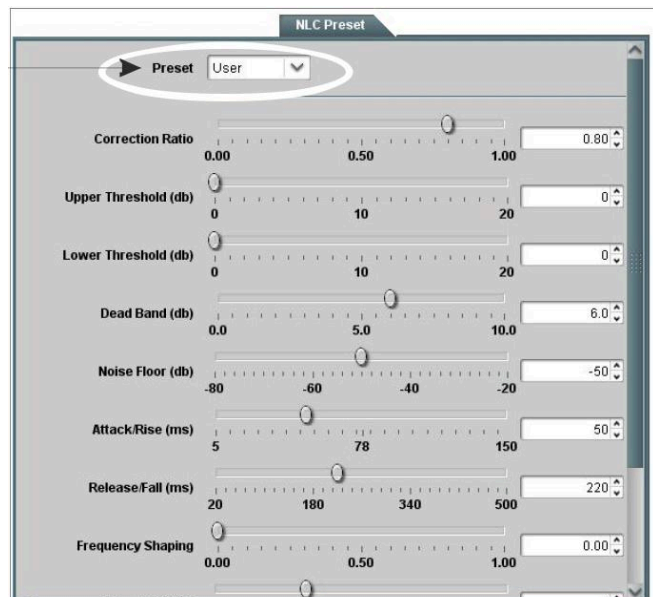 NLC Preset
Preset User
Correction Ratio 0.80
0.00 0.50 1.00
Upper Threshold (db) 0
0 10 20
Lower Threshold (db) 0
0 10 20
Dead Band (db) 6.0
0.0 5.0 10.0
Noise Floor (db) -50
-80 -60 -40 -20
Attack/Rise (ms) 50
5 78 150
Release/Fall (ms) 220
20 180 340 500
Frequency Shaping 0.00
0.00 0.50 1.00